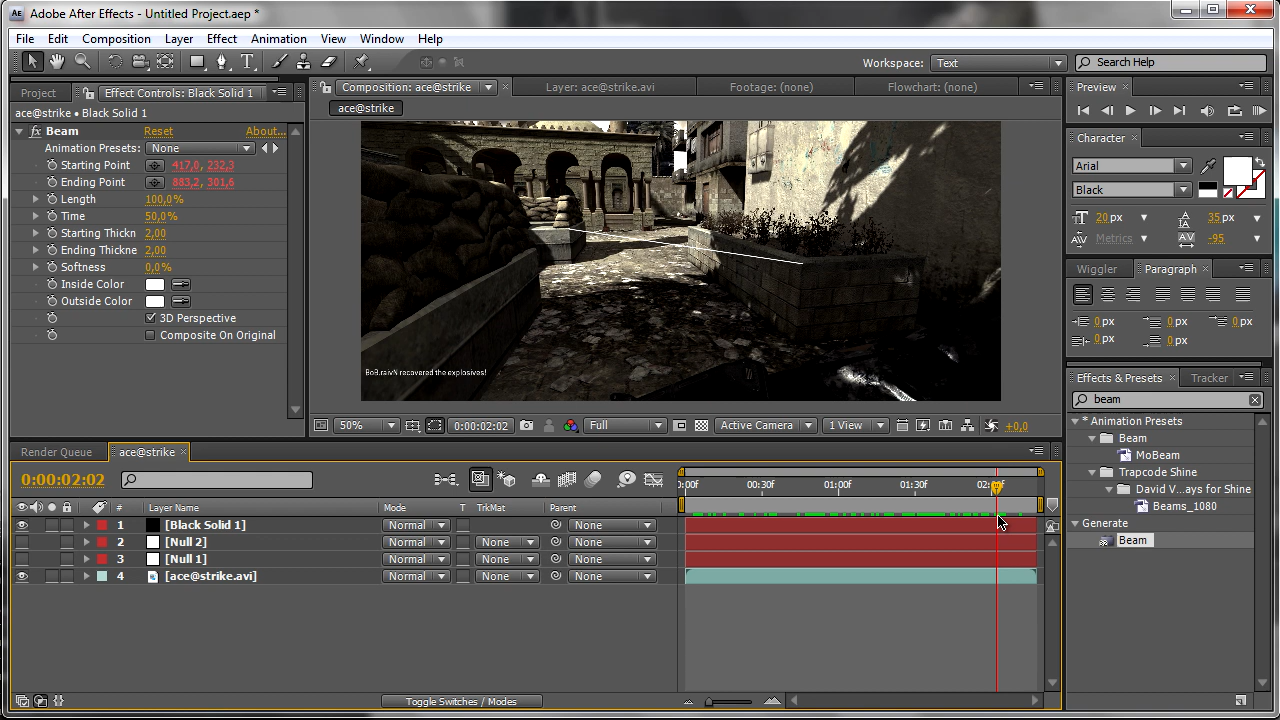 Adobe After Effects - Untitled Project.aep *
File Edit Composition Layer Effect Animation View Window Help
Workspace: Text Search Help
Project Effect Controls: Black Solid 1
ace@strike • Black Solid 1
fx Beam Reset About...
Animation Presets: None
Starting Point 417,0, 232,3
Ending Point 883,2, 301,6
Length 100,0%
Time 50,0%
Starting Thickn 2,00
Ending Thickne 2,00
Softness 0,0%
Inside Color
Outside Color
3D Perspective
Composite On Original
Composition: ace@strike Layer: ace@strike.avi Footage: (none) Flowchart: (none)
ace@strike
BoB.raivN recovered the explosives!
50% 0:00:02:02 Full Active Camera 1 View +0,0
Preview
Character
Arial
Black
20 px 35 px
Metrics -95
Wiggler Paragraph
0 px 0 px 0 px
0 px 0 px
Effects & Presets Tracker
beam
* Animation Presets
Beam
MoBeam
Trapcode Shine
David V...ays for Shine
Beams_1080
Generate
Beam
Render Queue ace@strike
0:00:02:02
):00f 00:30f 01:00f 01:30f 02:00f
# Layer Name Mode T TrkMat Parent
1 [Black Solid 1] Normal None
2 [Null 2] Normal None None
3 [Null 1] Normal None None
4 [ace@strike.avi] Normal None None
Toggle Switches / Modes